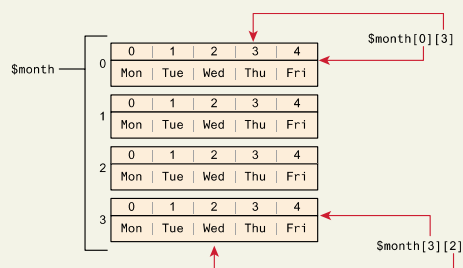 $month[0][3]
0 | 1 | 2 | 3 | 4
0
$month
Mon | Tue | Wed | Thu | Fri
0 | 1 | 2 | 3 | 4
1
Mon | Tue | Wed | Thu | Fri
0 | 1 | 2 | 3 | 4
2
Mon | Tue | Wed | Thu | Fri
0 | 1 | 2 | 3 | 4
3
Mon | Tue | Wed | Thu | Fri
$month[3][2]